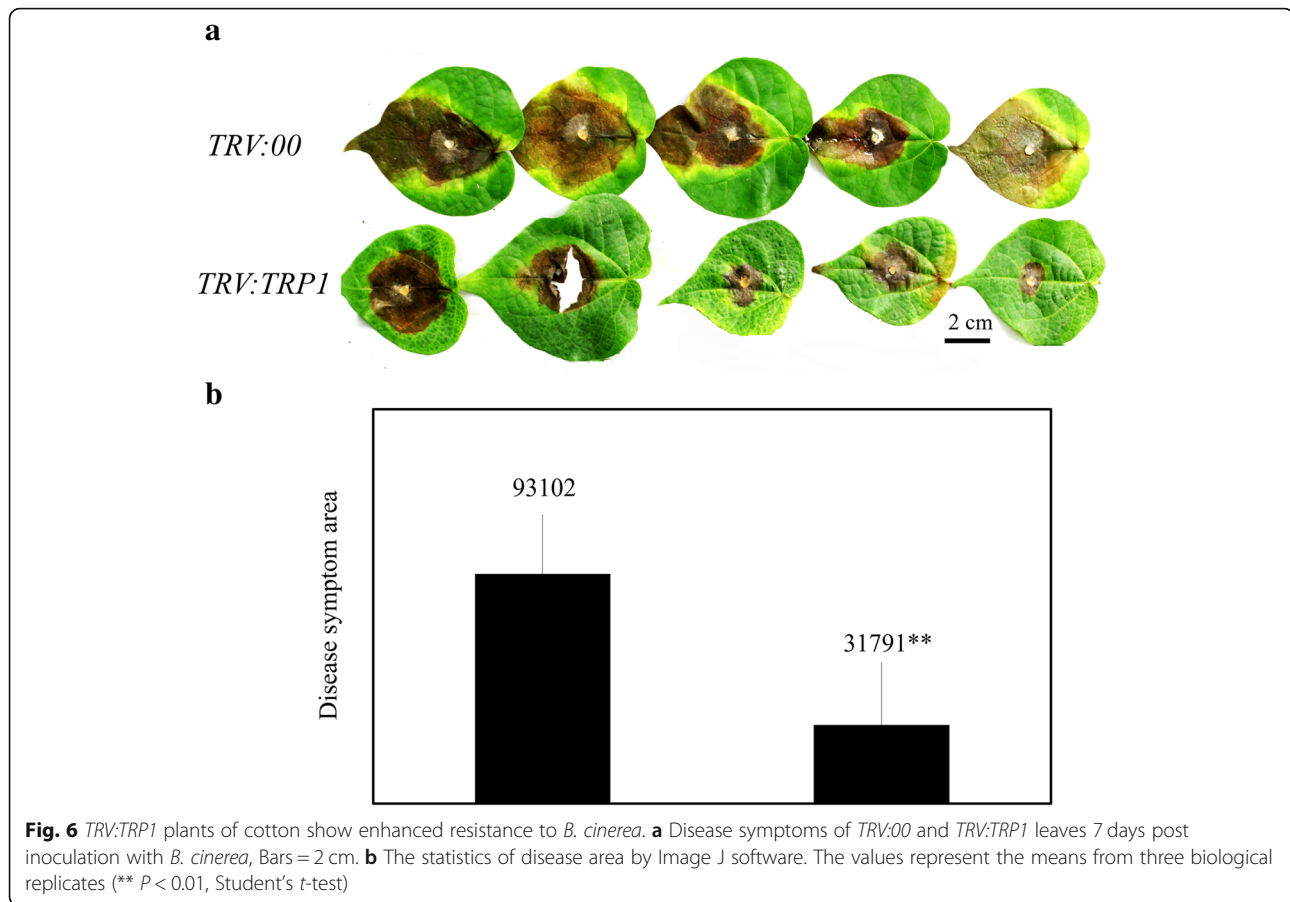 a
TRV:00
TRV:TRP1
2 cm
b
Disease symptom area
93102
31791**
Fig. 6 TRV:TRP1 plants of cotton show enhanced resistance to B. cinerea. a Disease symptoms of TRV:00 and TRV:TRP1 leaves 7 days post
inoculation with B. cinerea, Bars = 2 cm. b The statistics of disease area by Image J software. The values represent the means from three biological
replicates (** P < 0.01, Student’s t-test)